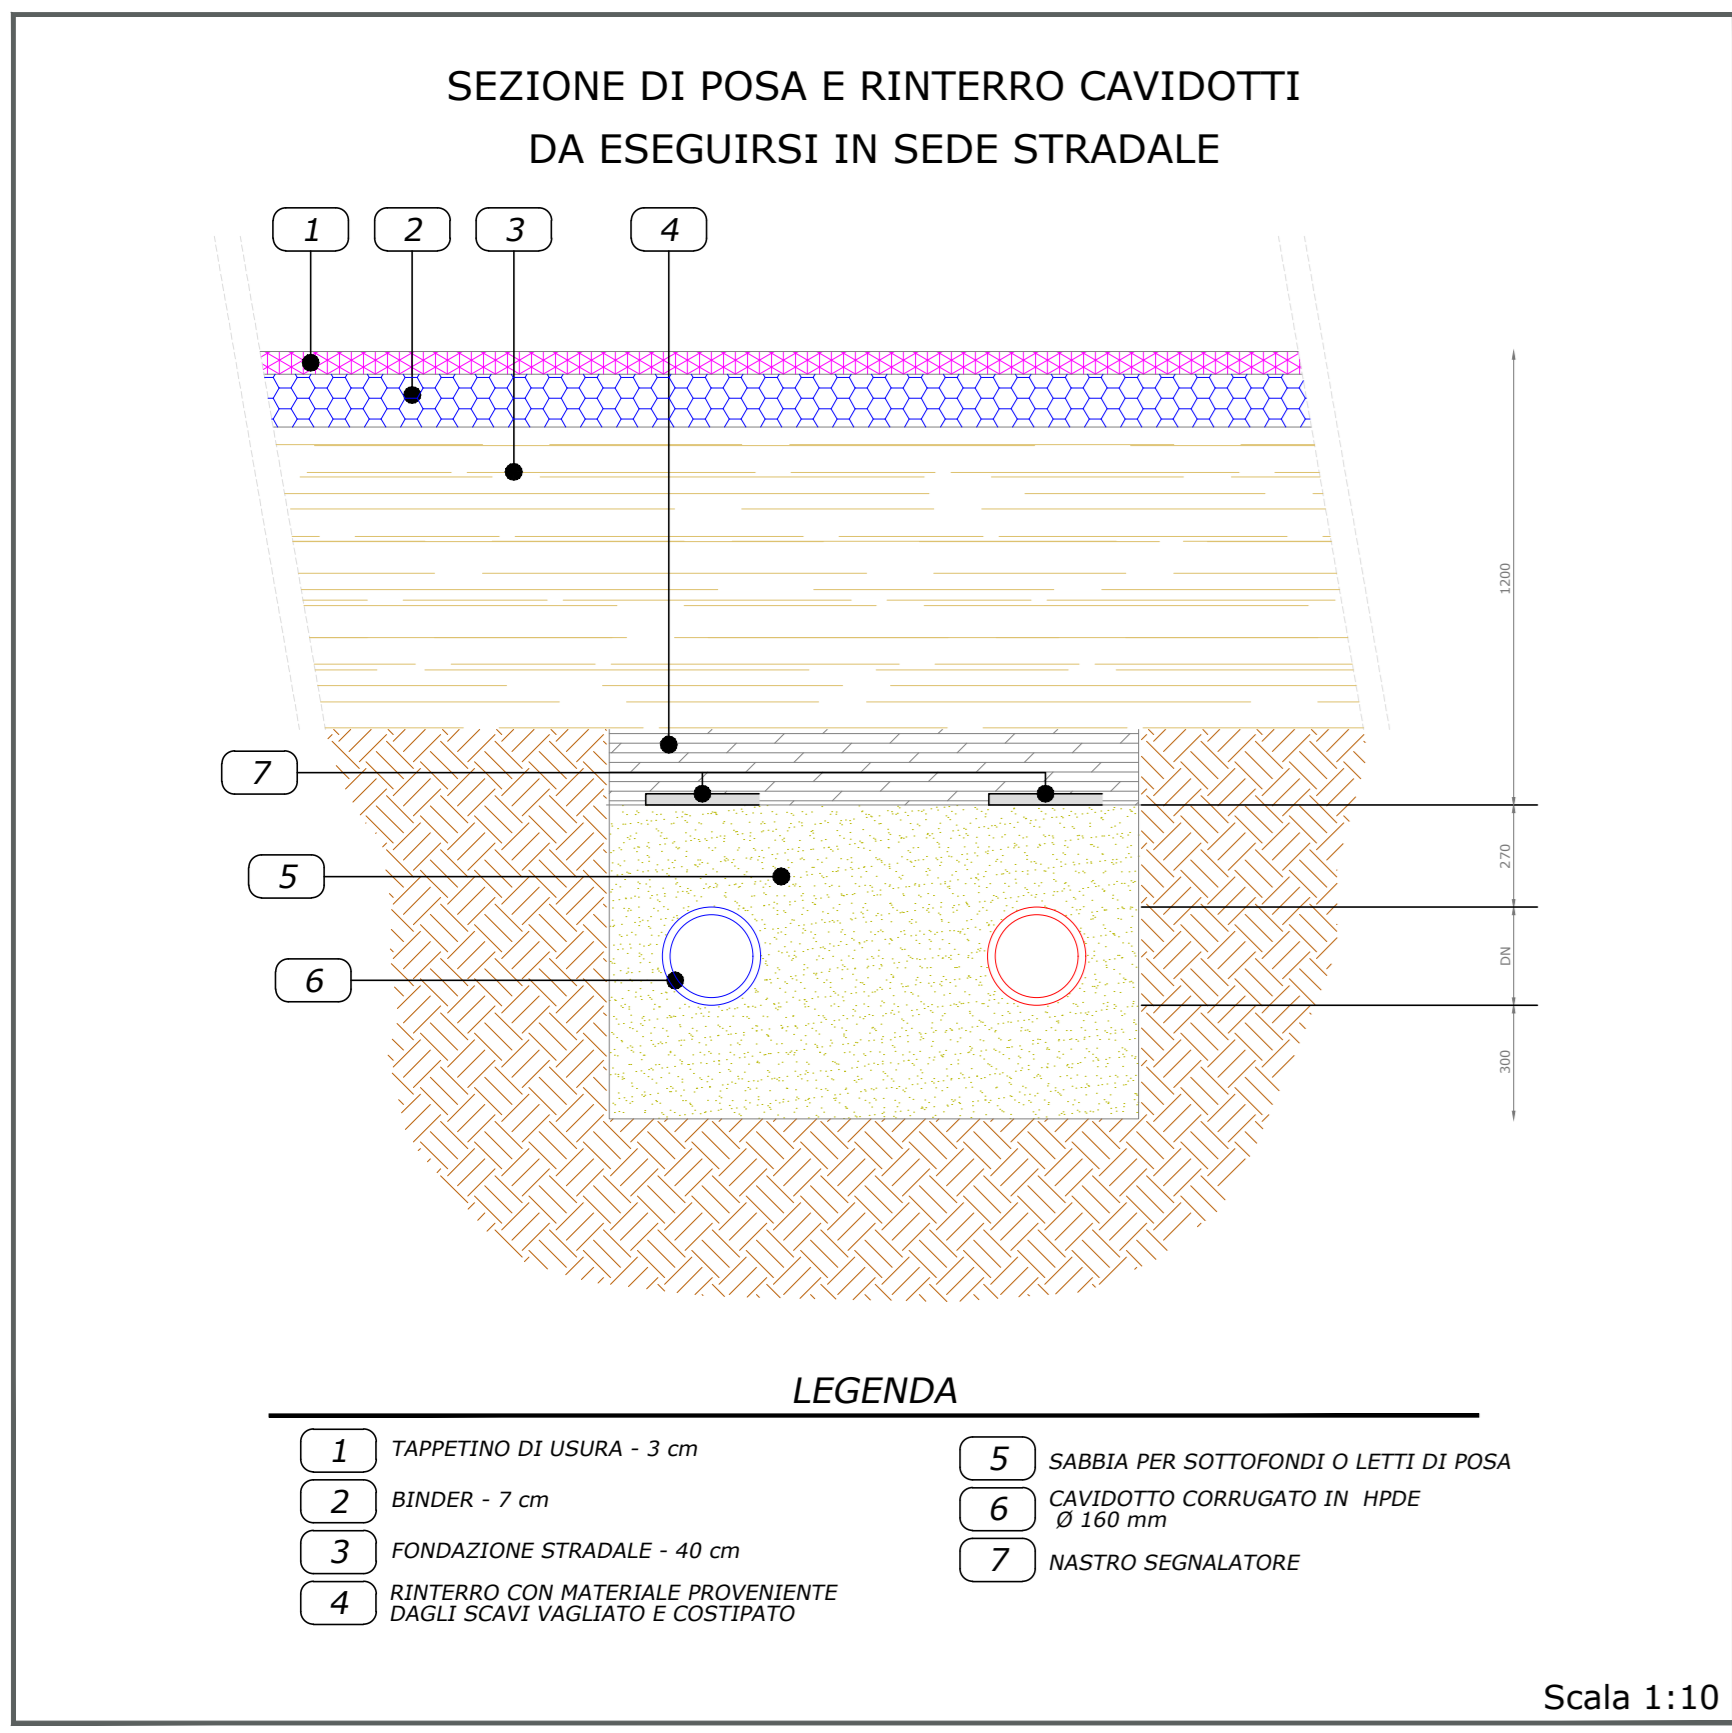 SEZIONE DI POSA E RINTERRO CAVIDOTTI
DA ESEGUIRSI IN SEDE STRADALE
1
2
3
4
7
5
6
1200
270
DN
300
LEGENDA
1 TAPPETINO DI USURA - 3 cm
2 BINDER - 7 cm
3 FONDAZIONE STRADALE - 40 cm
4 RINTERRO CON MATERIALE PROVENIENTE
DAGLI SCAVI VAGLIATO E COSTIPATO
5 SABBIA PER SOTTOFONDI O LETTI DI POSA
6 CAVIDOTTO CORRUGATO IN HPDE
Ø 160 mm
7 NASTRO SEGNALATORE
Scala 1:10